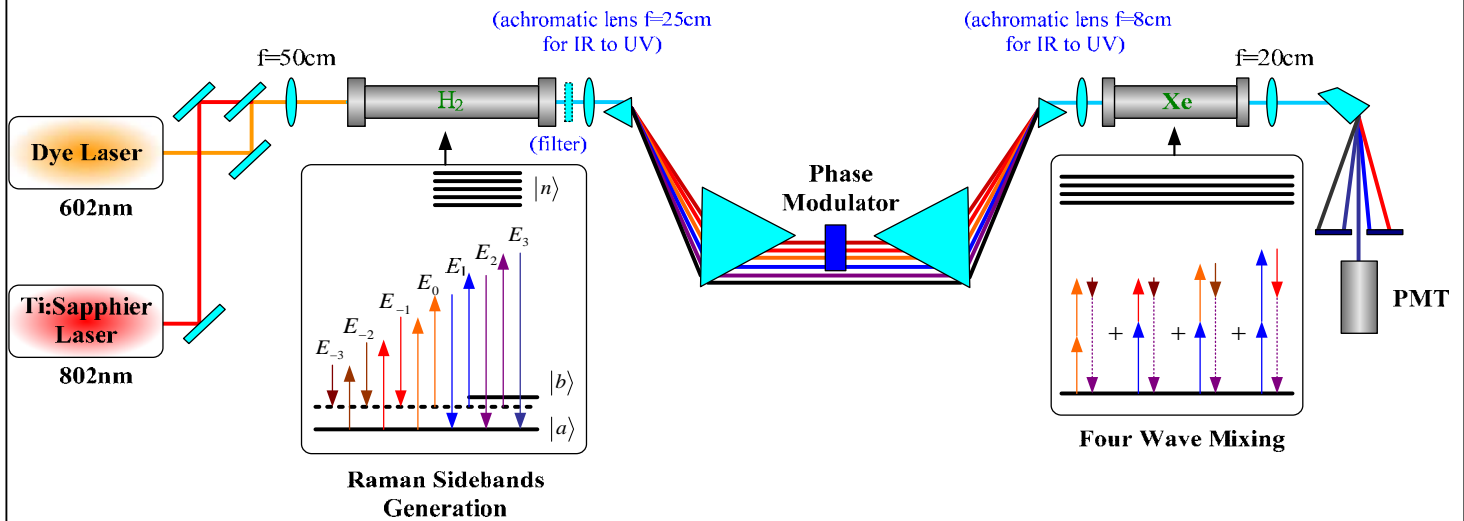 (achromatic lens f=25cm
for IR to UV)
(achromatic lens f=8cm
for IR to UV)
f=50cm
f=20cm
H₂
Xe
(filter)
Dye Laser
602nm
Ti:Sapphier
Laser
802nm
|n⟩
E₃
E₂
E₁
E₀
E₋₁
E₋₂
E₋₃
|b⟩
|a⟩
Raman Sidebands
Generation
Phase
Modulator
+ + +
Four Wave Mixing
PMT